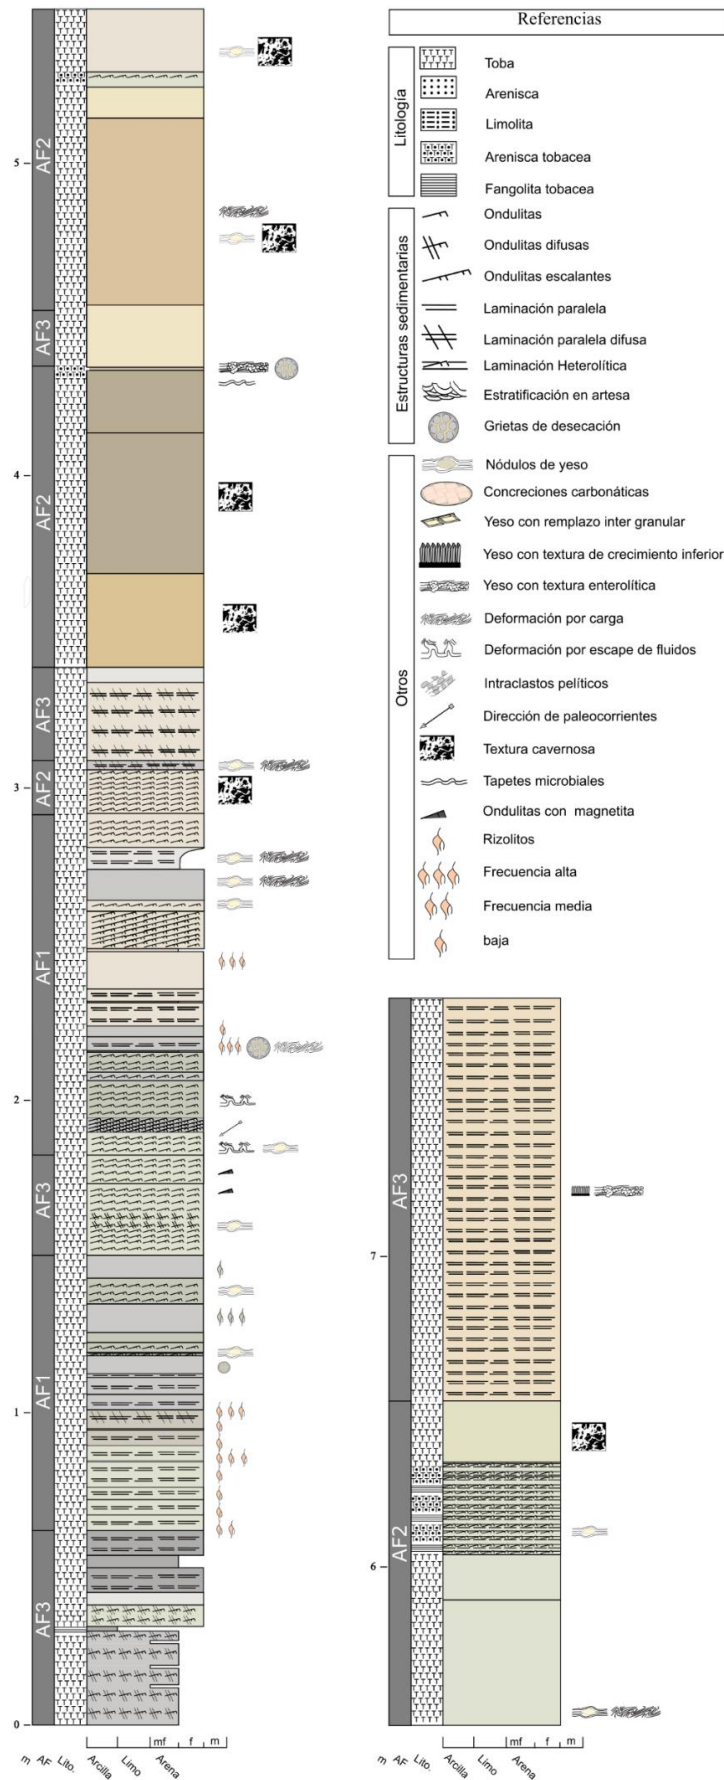 Referencias
Litología
Toba
Arenisca
Limolita
Arenisca tobacea
Fangolita tobacea
Estructuras sedimentarias
Ondulitas
Ondulitas difusas
Ondulitas escalantes
Laminación paralela
Laminación paralela difusa
Laminación Heterolítica
Estratificación en artesa
Grietas de desecación
Otros
Nódulos de yeso
Concreciones carbonáticas
Yeso con remplazo inter granular
Yeso con textura de crecimiento inferior
Yeso con textura enterolítica
Deformación por carga
Deformación por escape de fluidos
Intraclastos pelíticos
Dirección de paleocorrientes
Textura cavernosa
Tapetes microbiales
Ondulitas con magnetita
Rizolitos
Frecuencia alta
Frecuencia media
baja
AF2
5
AF3
AF2
4
AF3
3
AF2
AF1
2
AF3
AF1
1
AF3
0
m AF Lito. Arcilla Limo mf Arena f m
AF3
7
AF2
6
m AF Lito. Arcilla Limo mf Arena f m